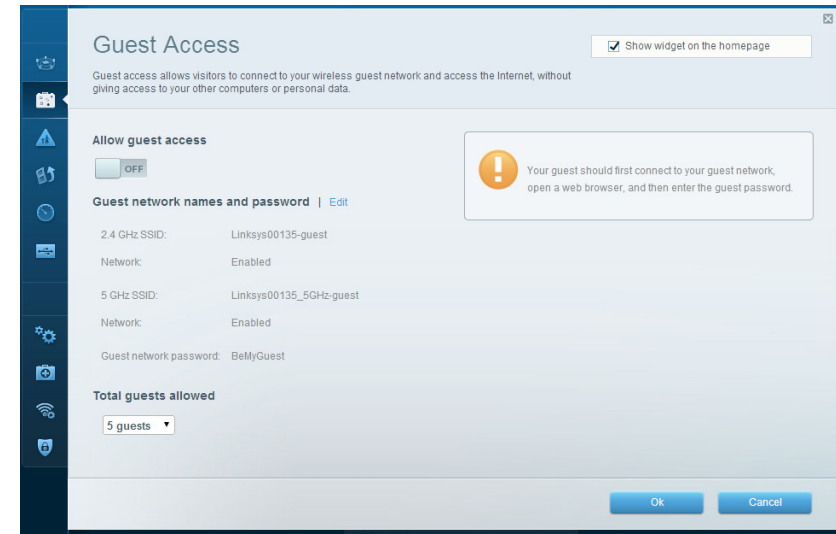 Guest Access
Show widget on the homepage
Guest access allows visitors to connect to your wireless guest network and access the Internet, without
giving access to your other computers or personal data.
Allow guest access
OFF
Your guest should first connect to your guest network,
open a web browser, and then enter the guest password.
Guest network names and password | Edit
2.4 GHz SSID: Linksys00135-guest
Network: Enabled
5 GHz SSID: Linksys00135_5GHz-guest
Network: Enabled
Guest network password: BeMyGuest
Total guests allowed
5 guests
Ok Cancel